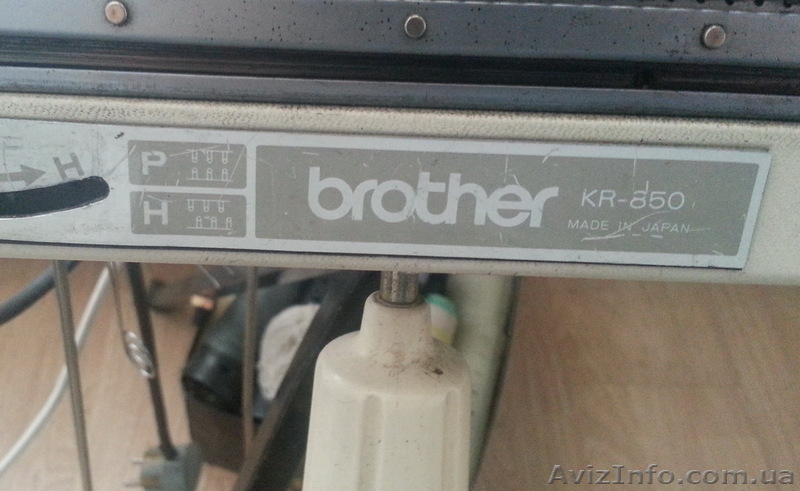 H
P
H
brother
KR-850
MADE IN JAPAN
AvizInfo.com.ua